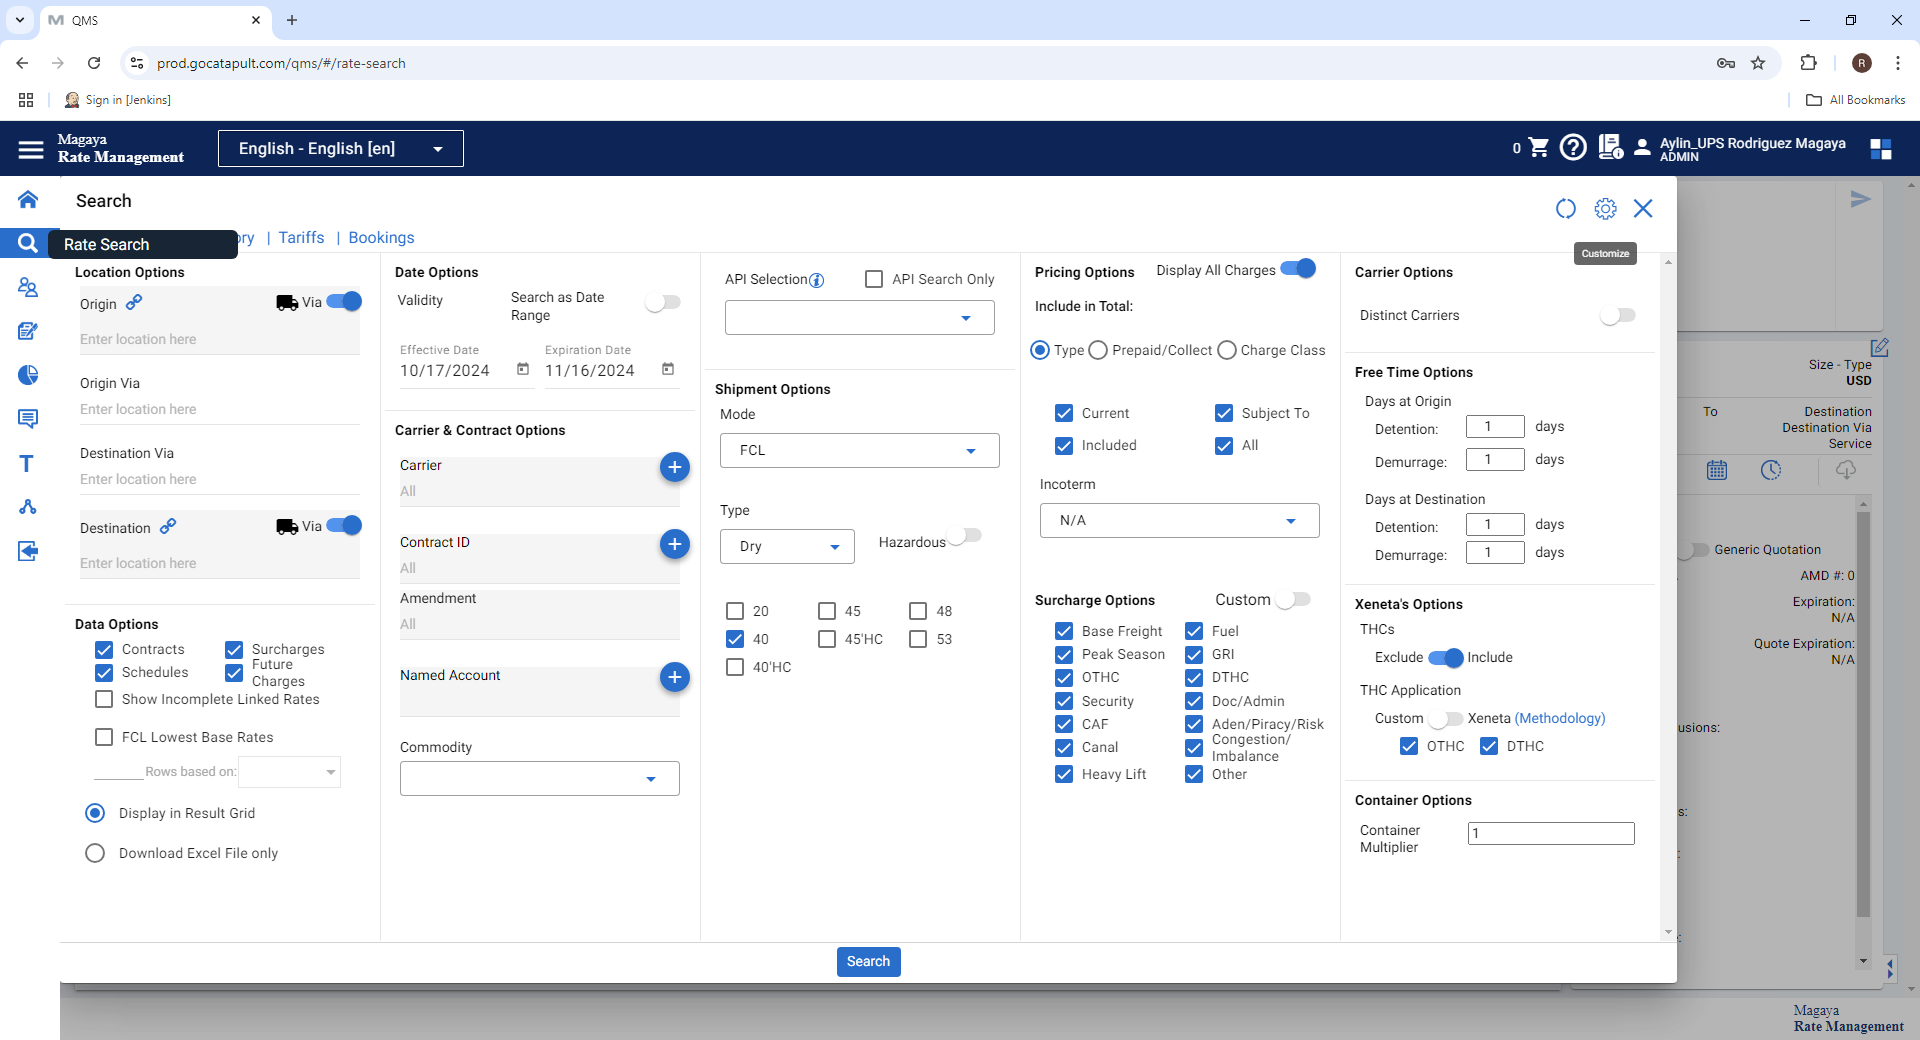 QMS
prod.gocatapult.com/qms/#/rate-search
R
Sign in [Jenkins]
All Bookmarks
Magaya
Rate Management
English - English [en]
0
Aylin_UPS Rodriguez Magaya
ADMIN
Search
Rate Search
ory | Tariffs | Bookings
Customize
Location Options
Origin
Via
Enter location here
Origin Via
Enter location here
Destination Via
Enter location here
Destination
Via
Enter location here
Data Options
Contracts
Surcharges
Schedules
Future Charges
Show Incomplete Linked Rates
FCL Lowest Base Rates
Rows based on:
Display in Result Grid
Download Excel File only
Date Options
Validity
Search as Date
Range
Effective Date
Expiration Date
10/17/2024
11/16/2024
Carrier & Contract Options
Carrier
All
Contract ID
All
Amendment
All
Named Account
Commodity
API Selection
API Search Only
Shipment Options
Mode
FCL
Type
Dry
Hazardous
20 45 48
40 45'HC 53
40'HC
Pricing Options
Display All Charges
Include in Total:
Type Prepaid/Collect Charge Class
Current
Subject To
Included
All
Incoterm
N/A
Surcharge Options
Custom
Base Freight
Fuel
Peak Season
GRI
OTHC
DTHC
Security
Doc/Admin
CAF
Aden/Piracy/Risk
Canal
Congestion/
Imbalance
Heavy Lift
Other
Carrier Options
Distinct Carriers
Free Time Options
Days at Origin
Detention: 1 days
Demurrage: 1 days
Days at Destination
Detention: 1 days
Demurrage: 1 days
Xeneta's Options
THCs
Exclude Include
THC Application
Custom Xeneta (Methodology)
OTHC DTHC
Container Options
Container
Multiplier
1
Search
Size - Type
USD
To
Destination
Destination Via
Service
Generic Quotation
AMD #: 0
Expiration:
N/A
Quote Expiration:
N/A
usions:
s:
:
:
Magaya
Rate Management